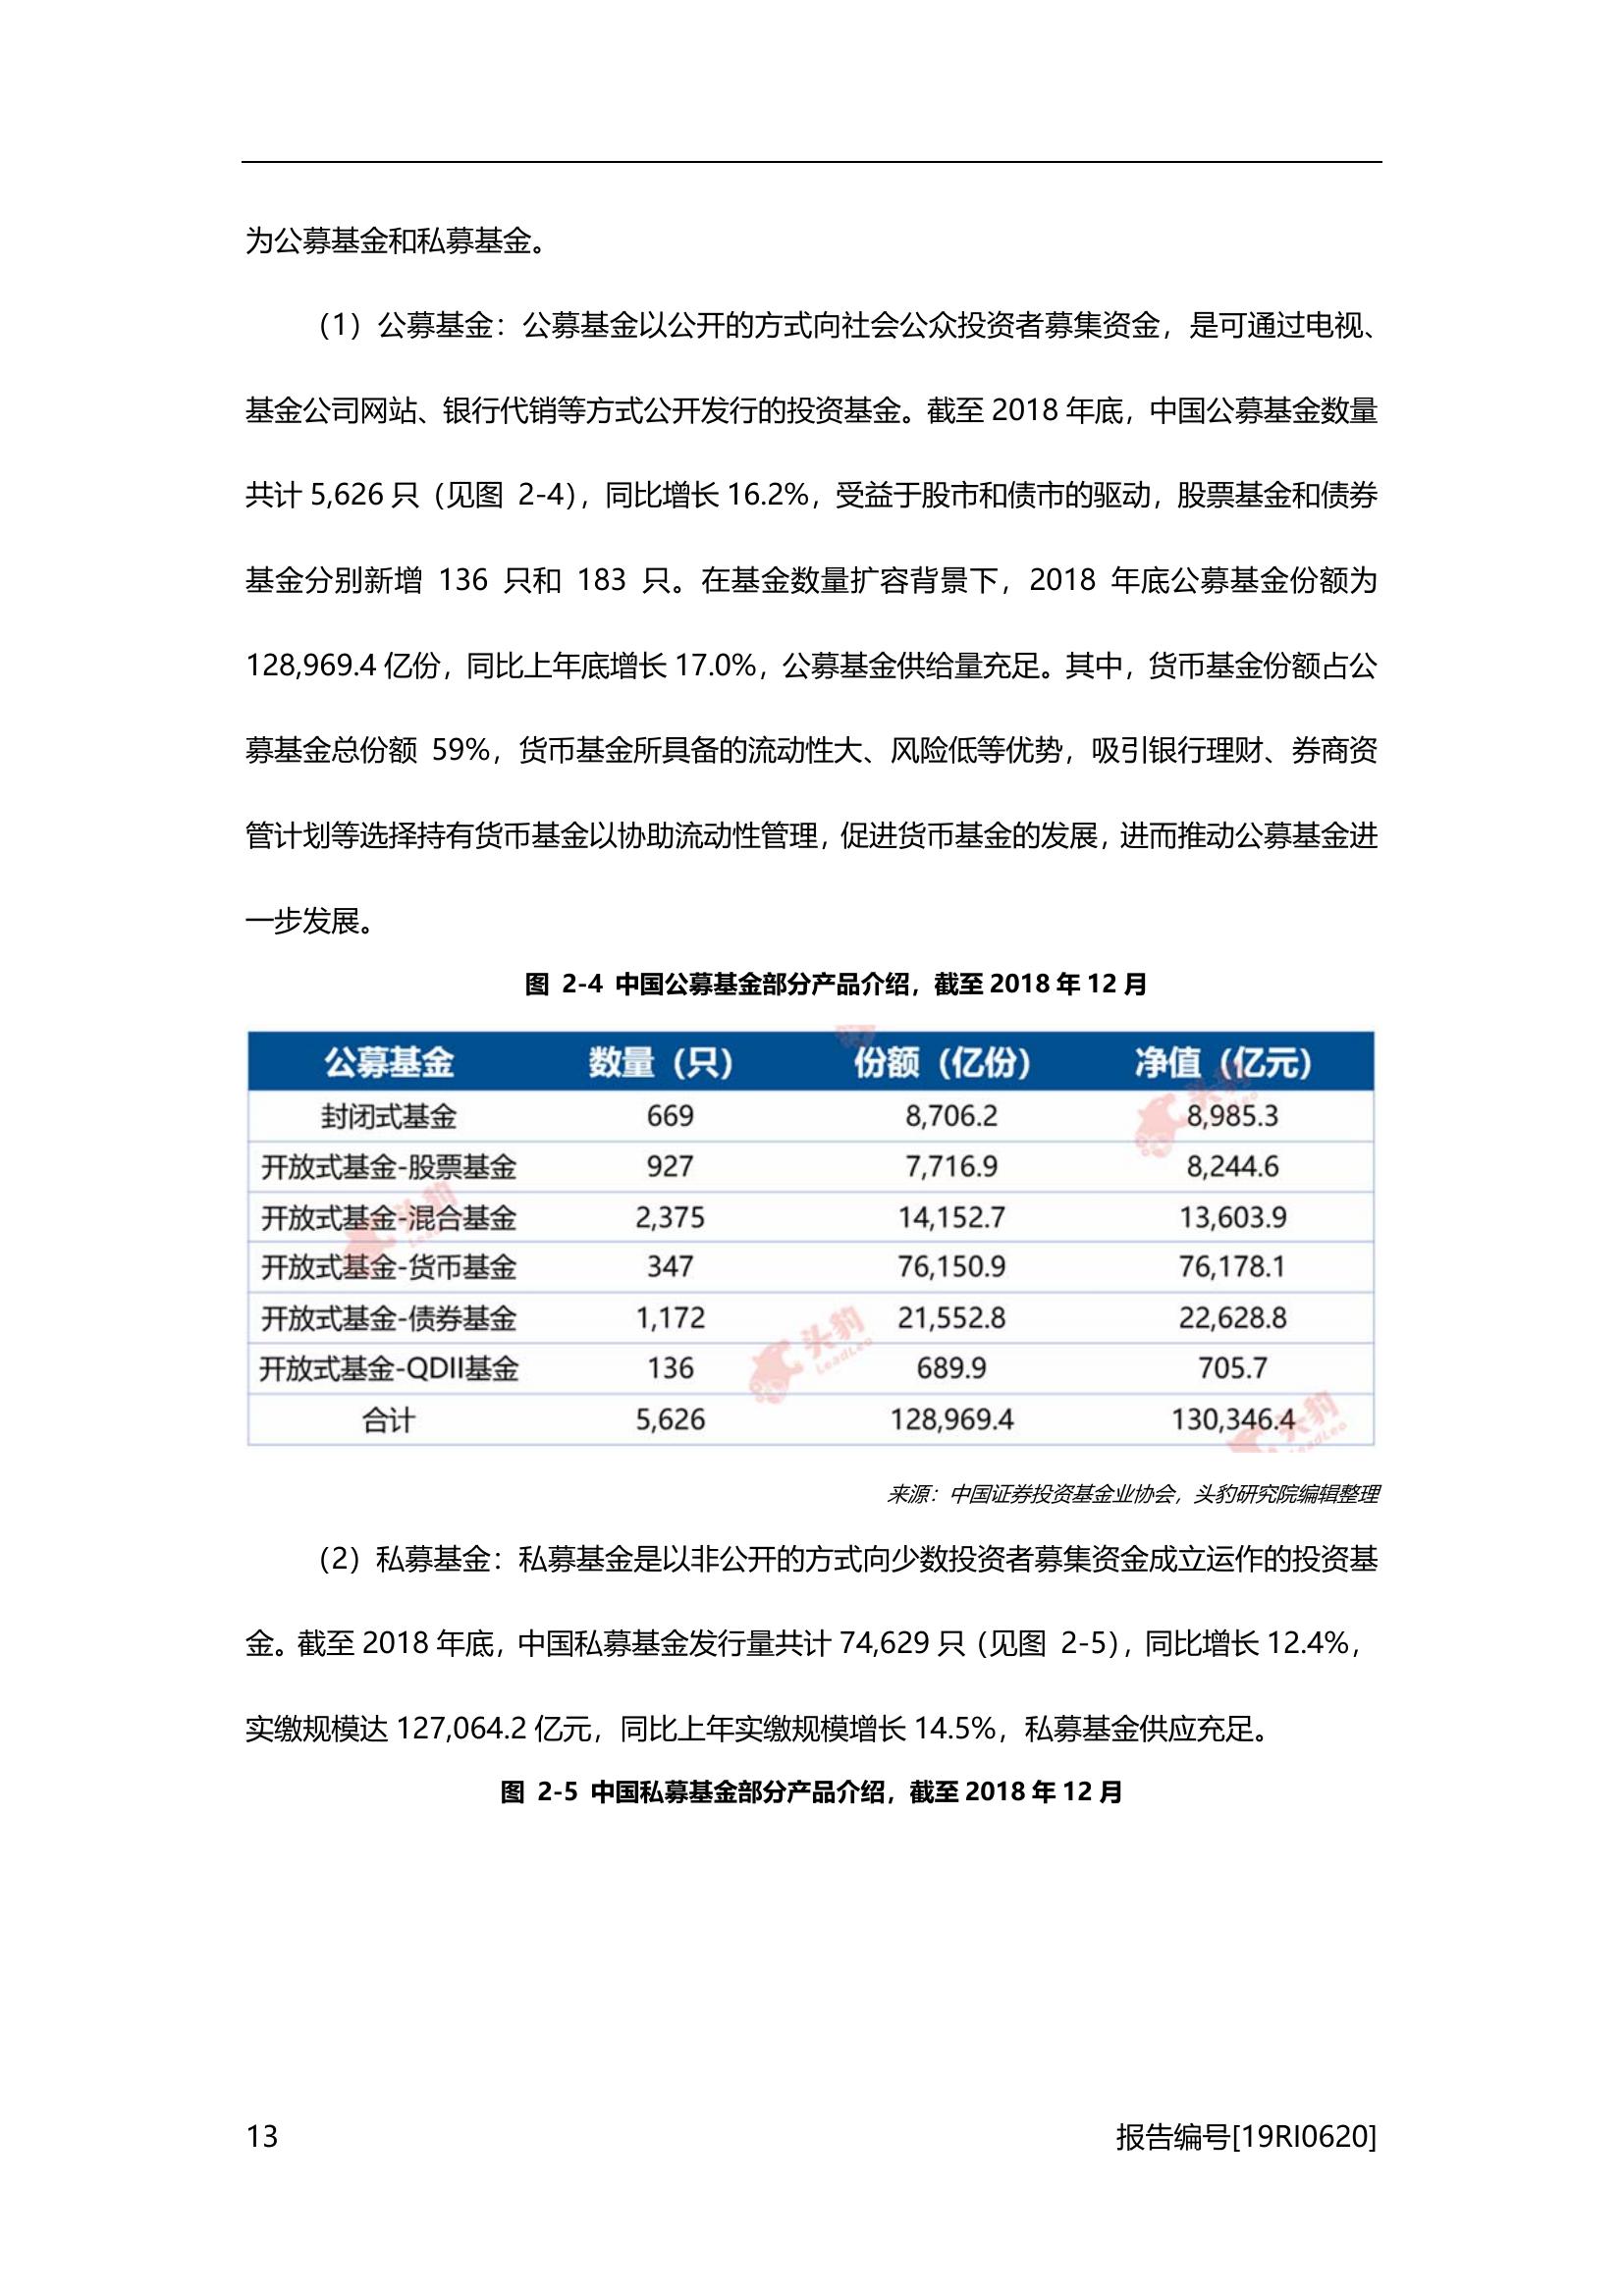 为公募基金和私募基金。
（1）公募基金：公募基金以公开的方式向社会公众投资者募集资金，是可通过电视、
基金公司网站、银行代销等方式公开发行的投资基金。截至 2018 年底，中国公募基金数量
共计 5,626 只（见图 2-4），同比增长 16.2%，受益于股市和债市的驱动，股票基金和债券
基金分别新增 136 只和 183 只。在基金数量扩容背景下，2018 年底公募基金份额为
128,969.4 亿份，同比上年底增长 17.0%，公募基金供给量充足。其中，货币基金份额占公
募基金总份额 59%，货币基金所具备的流动性大、风险低等优势，吸引银行理财、券商资
管计划等选择持有货币基金以协助流动性管理，促进货币基金的发展，进而推动公募基金进
一步发展。
图 2-4 中国公募基金部分产品介绍，截至 2018 年 12 月
公募基金 数量（只） 份额（亿份） 净值（亿元）
封闭式基金 669 8,706.2 8,985.3
开放式基金-股票基金 927 7,716.9 8,244.6
开放式基金-混合基金 2,375 14,152.7 13,603.9
开放式基金-货币基金 347 76,150.9 76,178.1
开放式基金-债券基金 1,172 21,552.8 22,628.8
开放式基金-QDII基金 136 689.9 705.7
合计 5,626 128,969.4 130,346.4
头豹
LeadLeo
来源：中国证券投资基金业协会，头豹研究院编辑整理
（2）私募基金：私募基金是以非公开的方式向少数投资者募集资金成立运作的投资基
金。截至 2018 年底，中国私募基金发行量共计 74,629 只（见图 2-5），同比增长 12.4%，
实缴规模达 127,064.2 亿元，同比上年实缴规模增长 14.5%，私募基金供应充足。
图 2-5 中国私募基金部分产品介绍，截至 2018 年 12 月
13 报告编号[19RI0620]